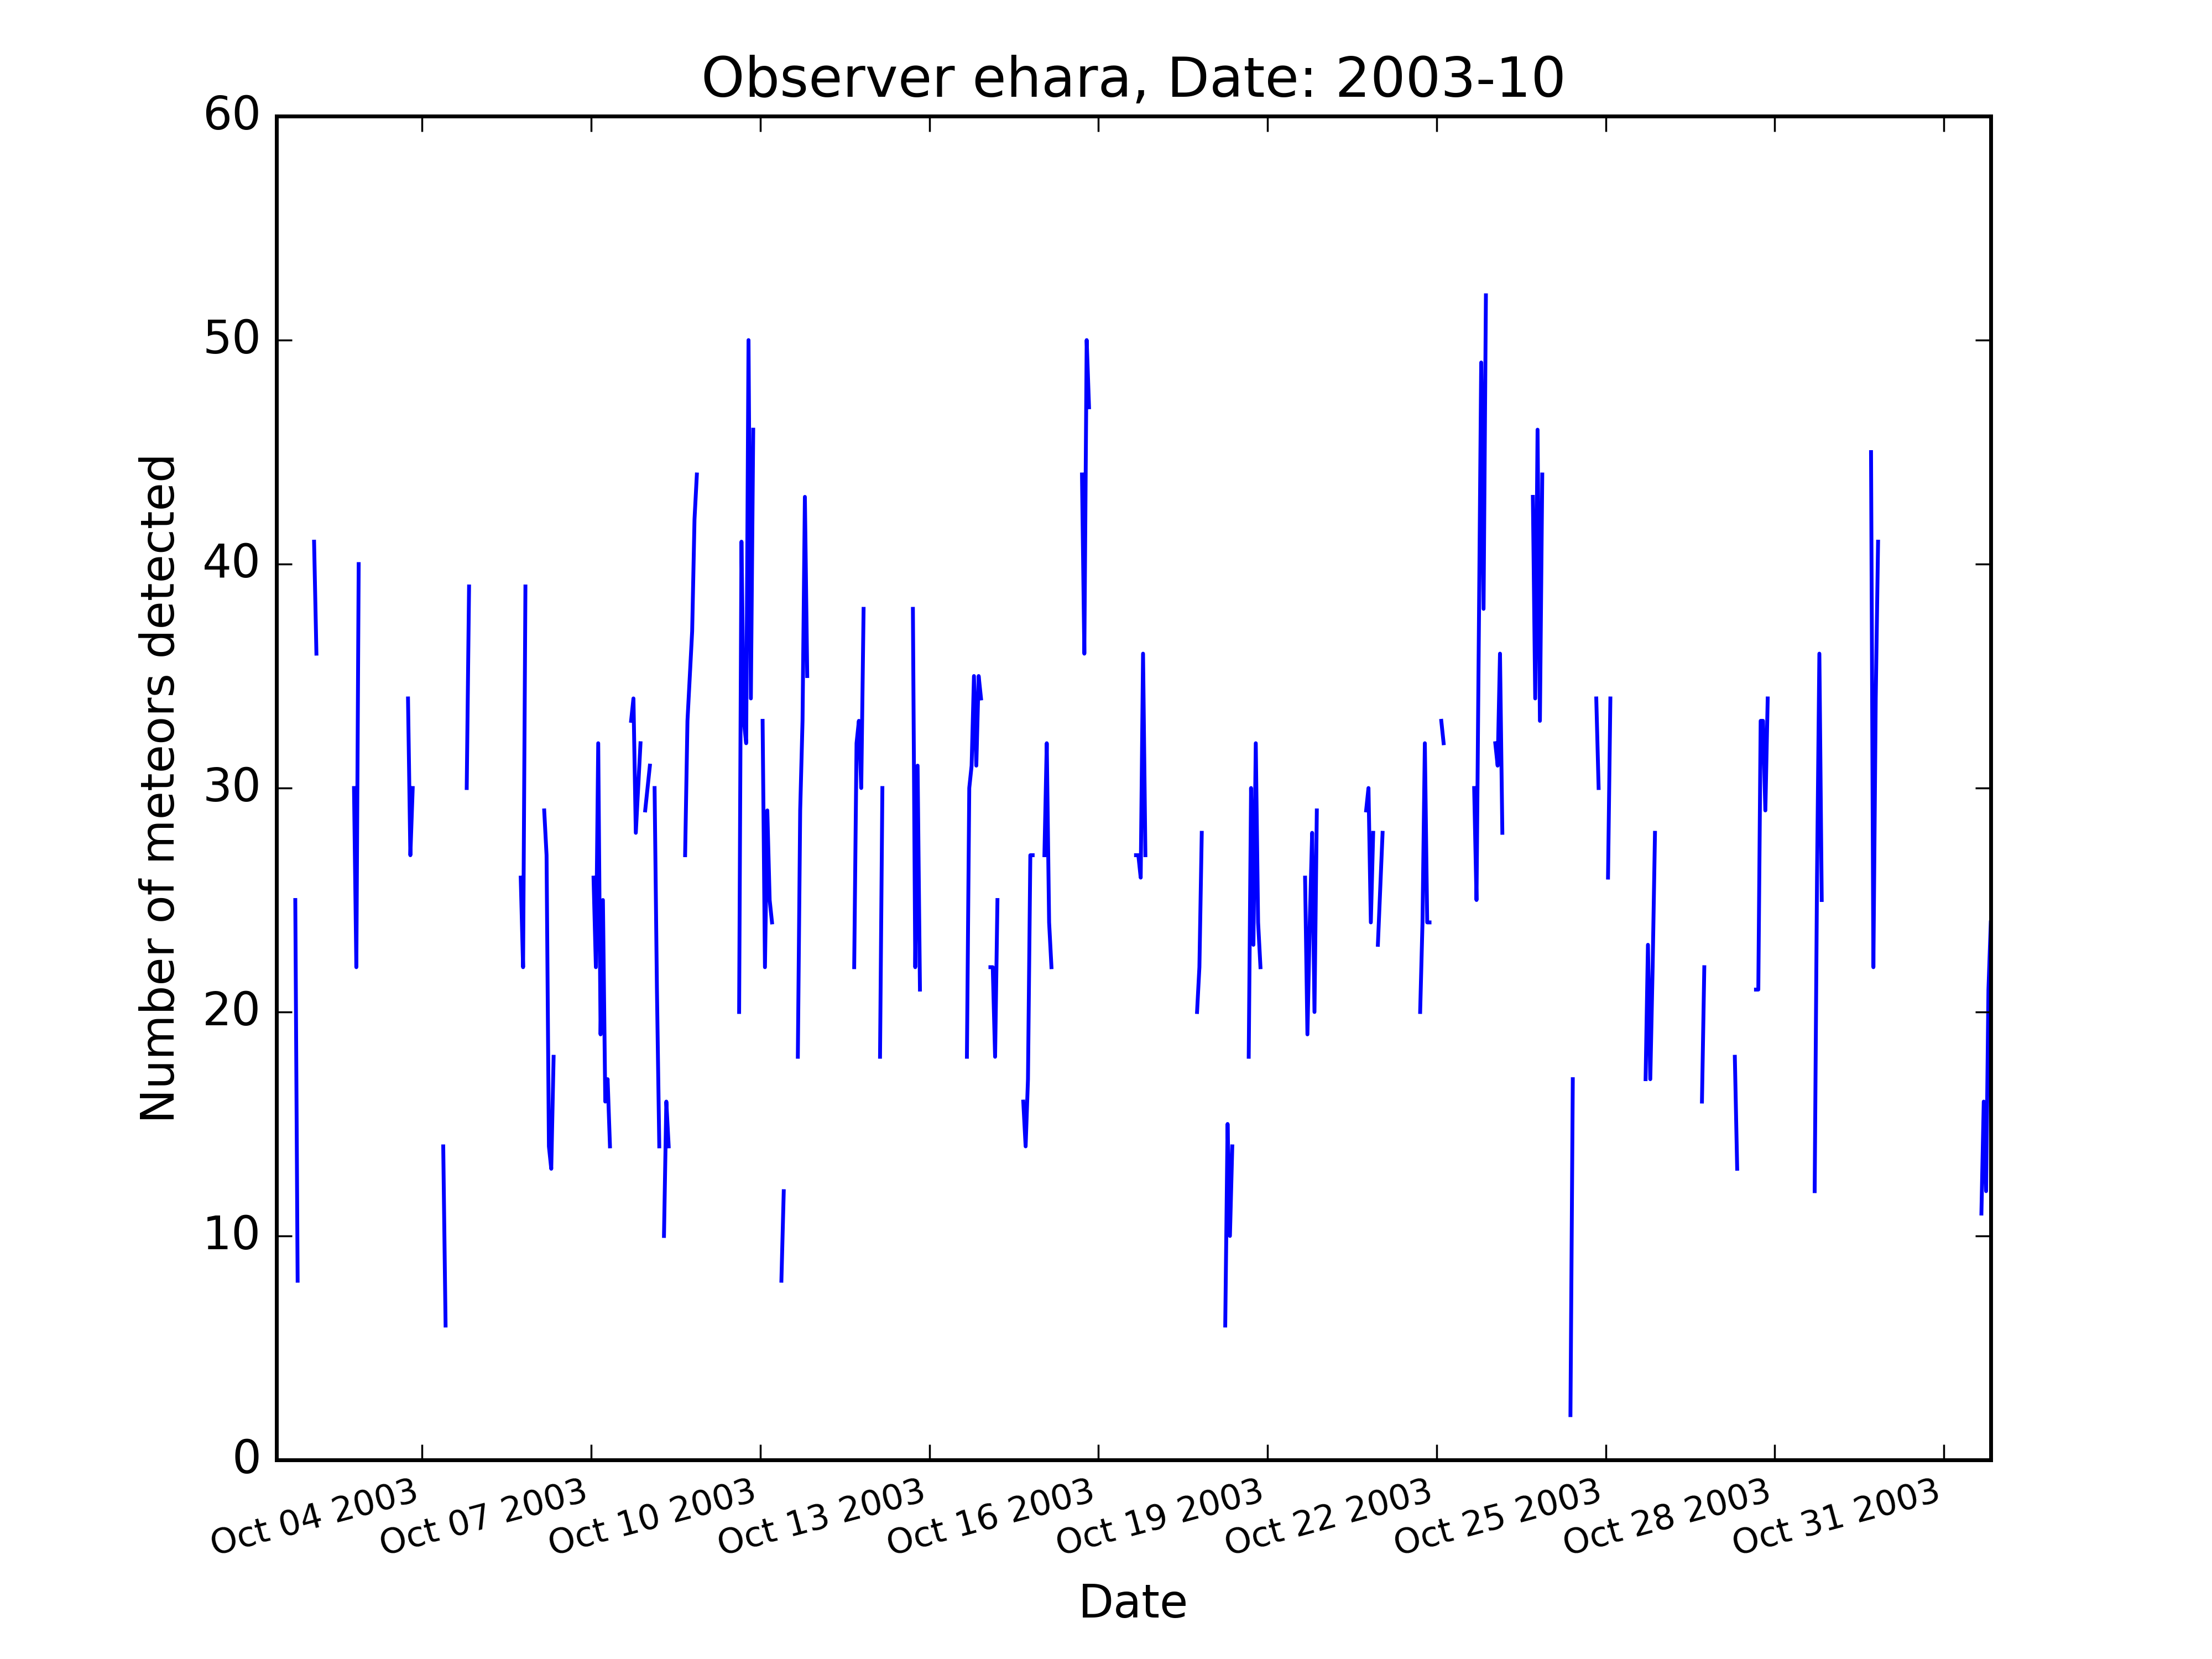 Observer ehara, Date: 2003-10
60
50
40
30
20
10
0
Number of meteors detected
Oct 04 2003
Oct 07 2003
Oct 10 2003
Oct 13 2003
Oct 16 2003
Oct 19 2003
Oct 22 2003
Oct 25 2003
Oct 28 2003
Oct 31 2003
Date